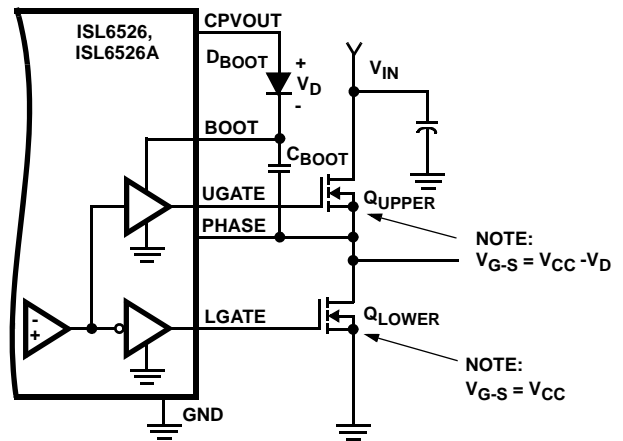 ISL6526,
ISL6526A
CPVOUT
DBOOT
+
VD
-
VIN
BOOT
CBOOT
UGATE
QUPPER
PHASE
NOTE:
VG-S = VCC -VD
-
+
LGATE
QLOWER
NOTE:
VG-S = VCC
GND